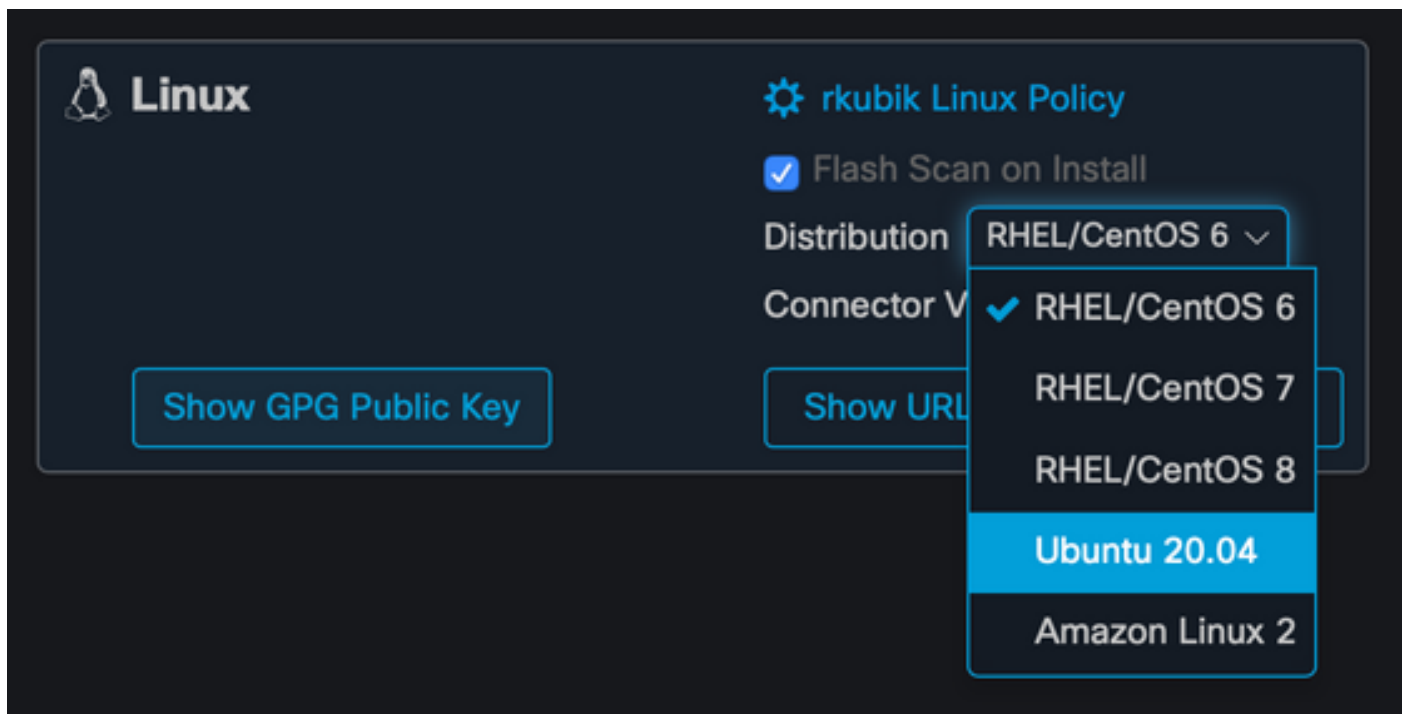 Linux
rkubik Linux Policy
Flash Scan on Install
Distribution RHEL/CentOS 6
Connector V
RHEL/CentOS 6
RHEL/CentOS 7
RHEL/CentOS 8
Ubuntu 20.04
Amazon Linux 2
Show GPG Public Key
Show URL